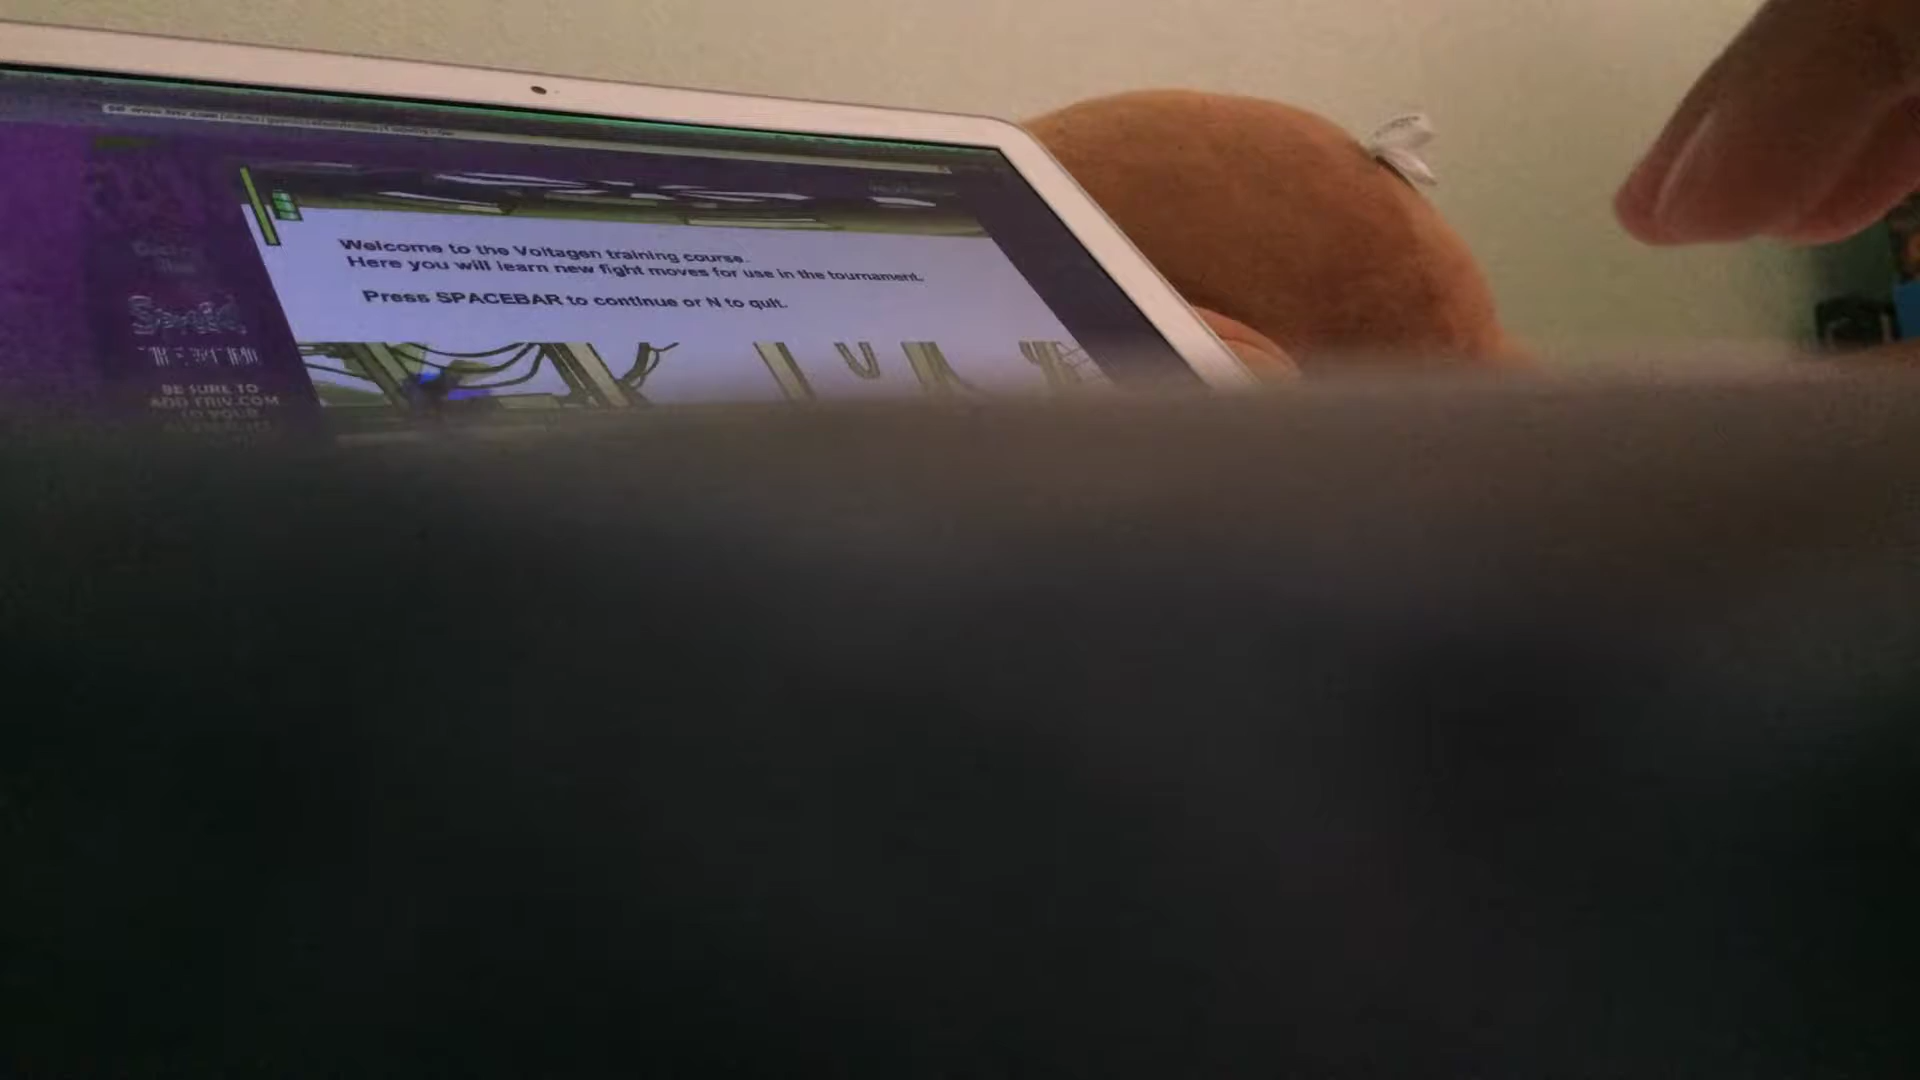 Welcome to the Voltagen training course.
Here you will learn new fight moves for use in the tournament.
Press SPACEBAR to continue or N to quit.
BE SURE TO
ADD FRIV.COM
TO YOUR